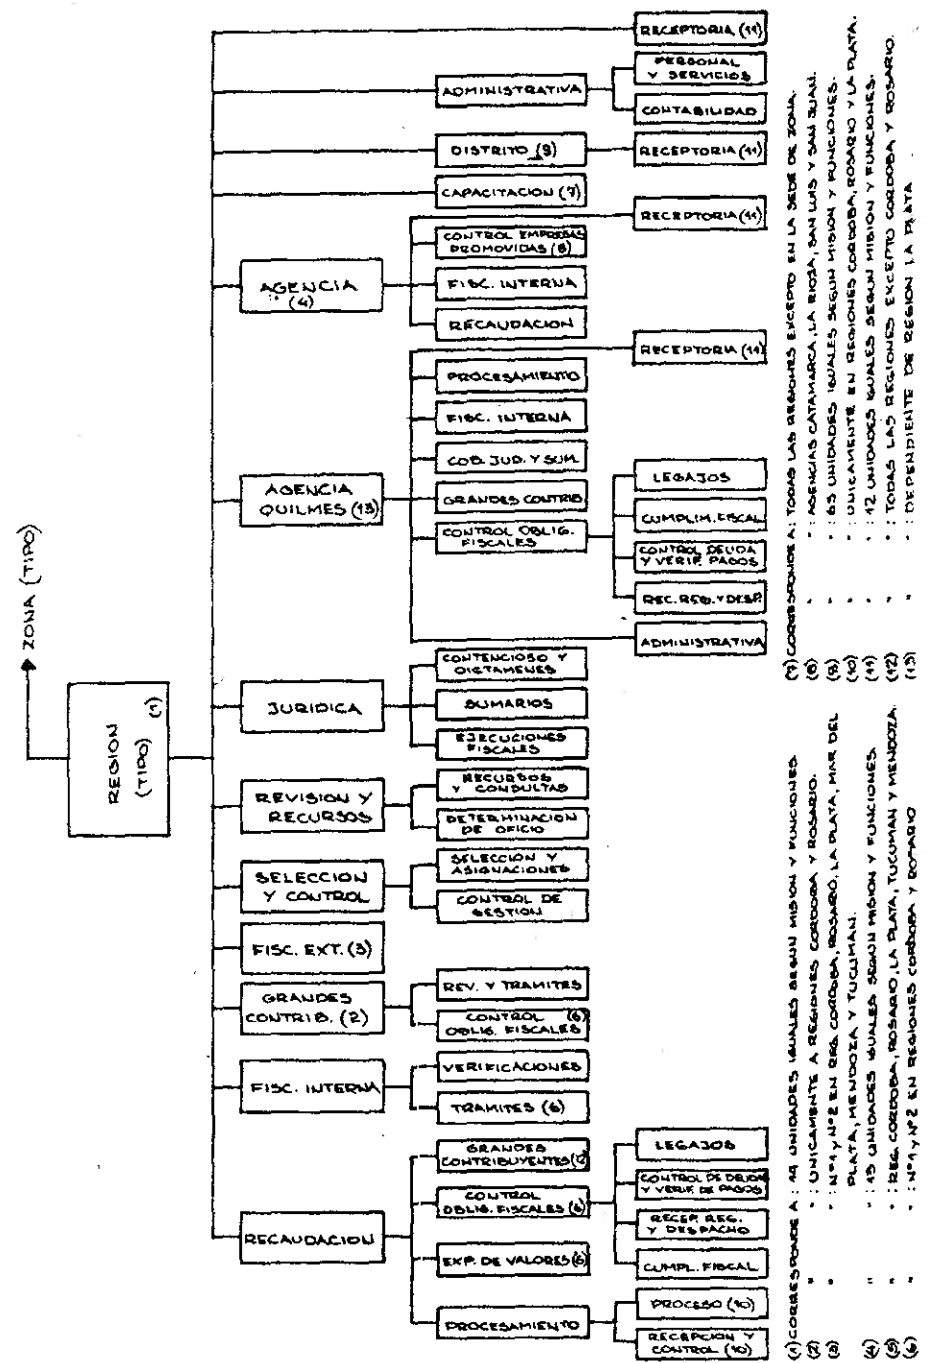 ZONA (TIPO)
REGION
(TIPO) (1)
RECEPTORIA (11)
ADMINISTRATIVA
PERSONAL
Y SERVICIOS
CONTABILIDAD
DISTRITO (9)
RECEPTORIA (11)
CAPACITACION (7)
AGENCIA
(4)
RECEPTORIA (11)
CONTROL EMPRESAS
PROMOVIDAS (8)
FISC. INTERNA
RECAUDACION
AGENCIA
QUILMES (13)
RECEPTORIA (11)
PROCESAMIENTO
FISC. INTERNA
COB. JUD. Y SUM.
GRANDES CONTRIB.
CONTROL OBLIG.
FISCALES
LEGAJOS
CUMPLIM. FISCAL
CONTROL DEUDA
Y VERIF. PAGOS
REC. REG. Y DESP.
ADMINISTRATIVA
JURIDICA
CONTENCIOSO Y
DICTAMENES
SUMARIOS
EJECUCIONES
FISCALES
REVISION Y
RECURSOS
RECURSOS
Y CONSULTAS
DETERMINACION
DE OFICIO
SELECCION
Y CONTROL
SELECCION Y
ASIGNACIONES
CONTROL DE
GESTION
FISC. EXT. (3)
GRANDES
CONTRIB. (2)
REV. Y TRAMITES
CONTROL (6)
OBLIG. FISCALES
FISC. INTERNA
VERIFICACIONES
TRAMITES (6)
RECAUDACION
GRANDES
CONTRIBUYENTES (12)
CONTROL
OBLIG. FISCALES (6)
LEGAJOS
CONTROL DE DEUDA
Y VERIF. DE PAGOS
RECEP. REG.
Y DESPACHO
CUMPL. FISCAL
EXP. DE VALORES (6)
PROCESAMIENTO
PROCESO (10)
RECEPCION Y
CONTROL (10)
(1) CORRESPONDE A : 14 UNIDADES IGUALES SEGUN MISION Y FUNCIONES.
(2) " : UNICAMENTE A REGIONES CORDOBA Y ROSARIO.
(3) " : Nº1 y Nº2 EN REG. CORDOBA, ROSARIO, LA PLATA, MAR DEL
PLATA, MENDOZA Y TUCUMAN.
(4) " : 13 UNIDADES IGUALES SEGUN MISION Y FUNCIONES.
(5) " : REG. CORDOBA, ROSARIO, LA PLATA, TUCUMAN Y MENDOZA.
(6) " : Nº1 y Nº2 EN REGIONES CORDOBA Y ROSARIO
(7) CORRESPONDE A : TODAS LAS REGIONES EXCEPTO EN LA SEDE DE ZONA.
(8) " : AGENCIAS CATAMARCA, LA RIOJA, SAN LUIS Y SAN JUAN.
(9) " : 65 UNIDADES IGUALES SEGUN MISION Y FUNCIONES.
(10) " : UNICAMENTE EN REGIONES CORDOBA, ROSARIO Y LA PLATA.
(11) " : 12 UNIDADES IGUALES SEGUN MISION Y FUNCIONES.
(12) " : TODAS LAS REGIONES EXCEPTO CORDOBA Y ROSARIO.
(13) " : DEPENDIENTE DE REGION LA PLATA